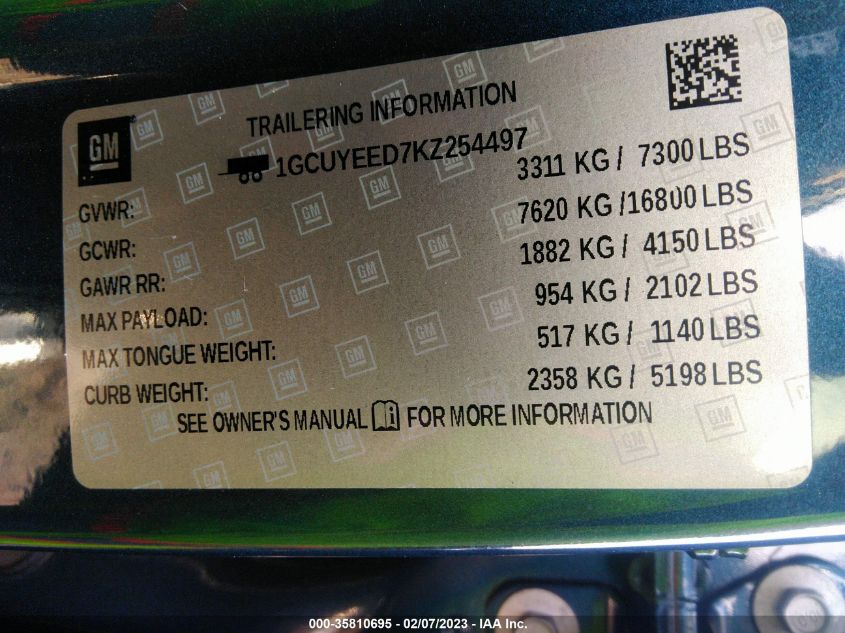 GM
TRAILERING INFORMATION
1GCUYEED7KZ254497
GVWR: 3311 KG / 7300 LBS
GCWR: 7620 KG /16800 LBS
GAWR RR: 1882 KG / 4150 LBS
MAX PAYLOAD: 954 KG / 2102 LBS
MAX TONGUE WEIGHT: 517 KG / 1140 LBS
CURB WEIGHT: 2358 KG / 5198 LBS
SEE OWNER'S MANUAL FOR MORE INFORMATION
000-35810695 - 02/07/2023 - IAA Inc.